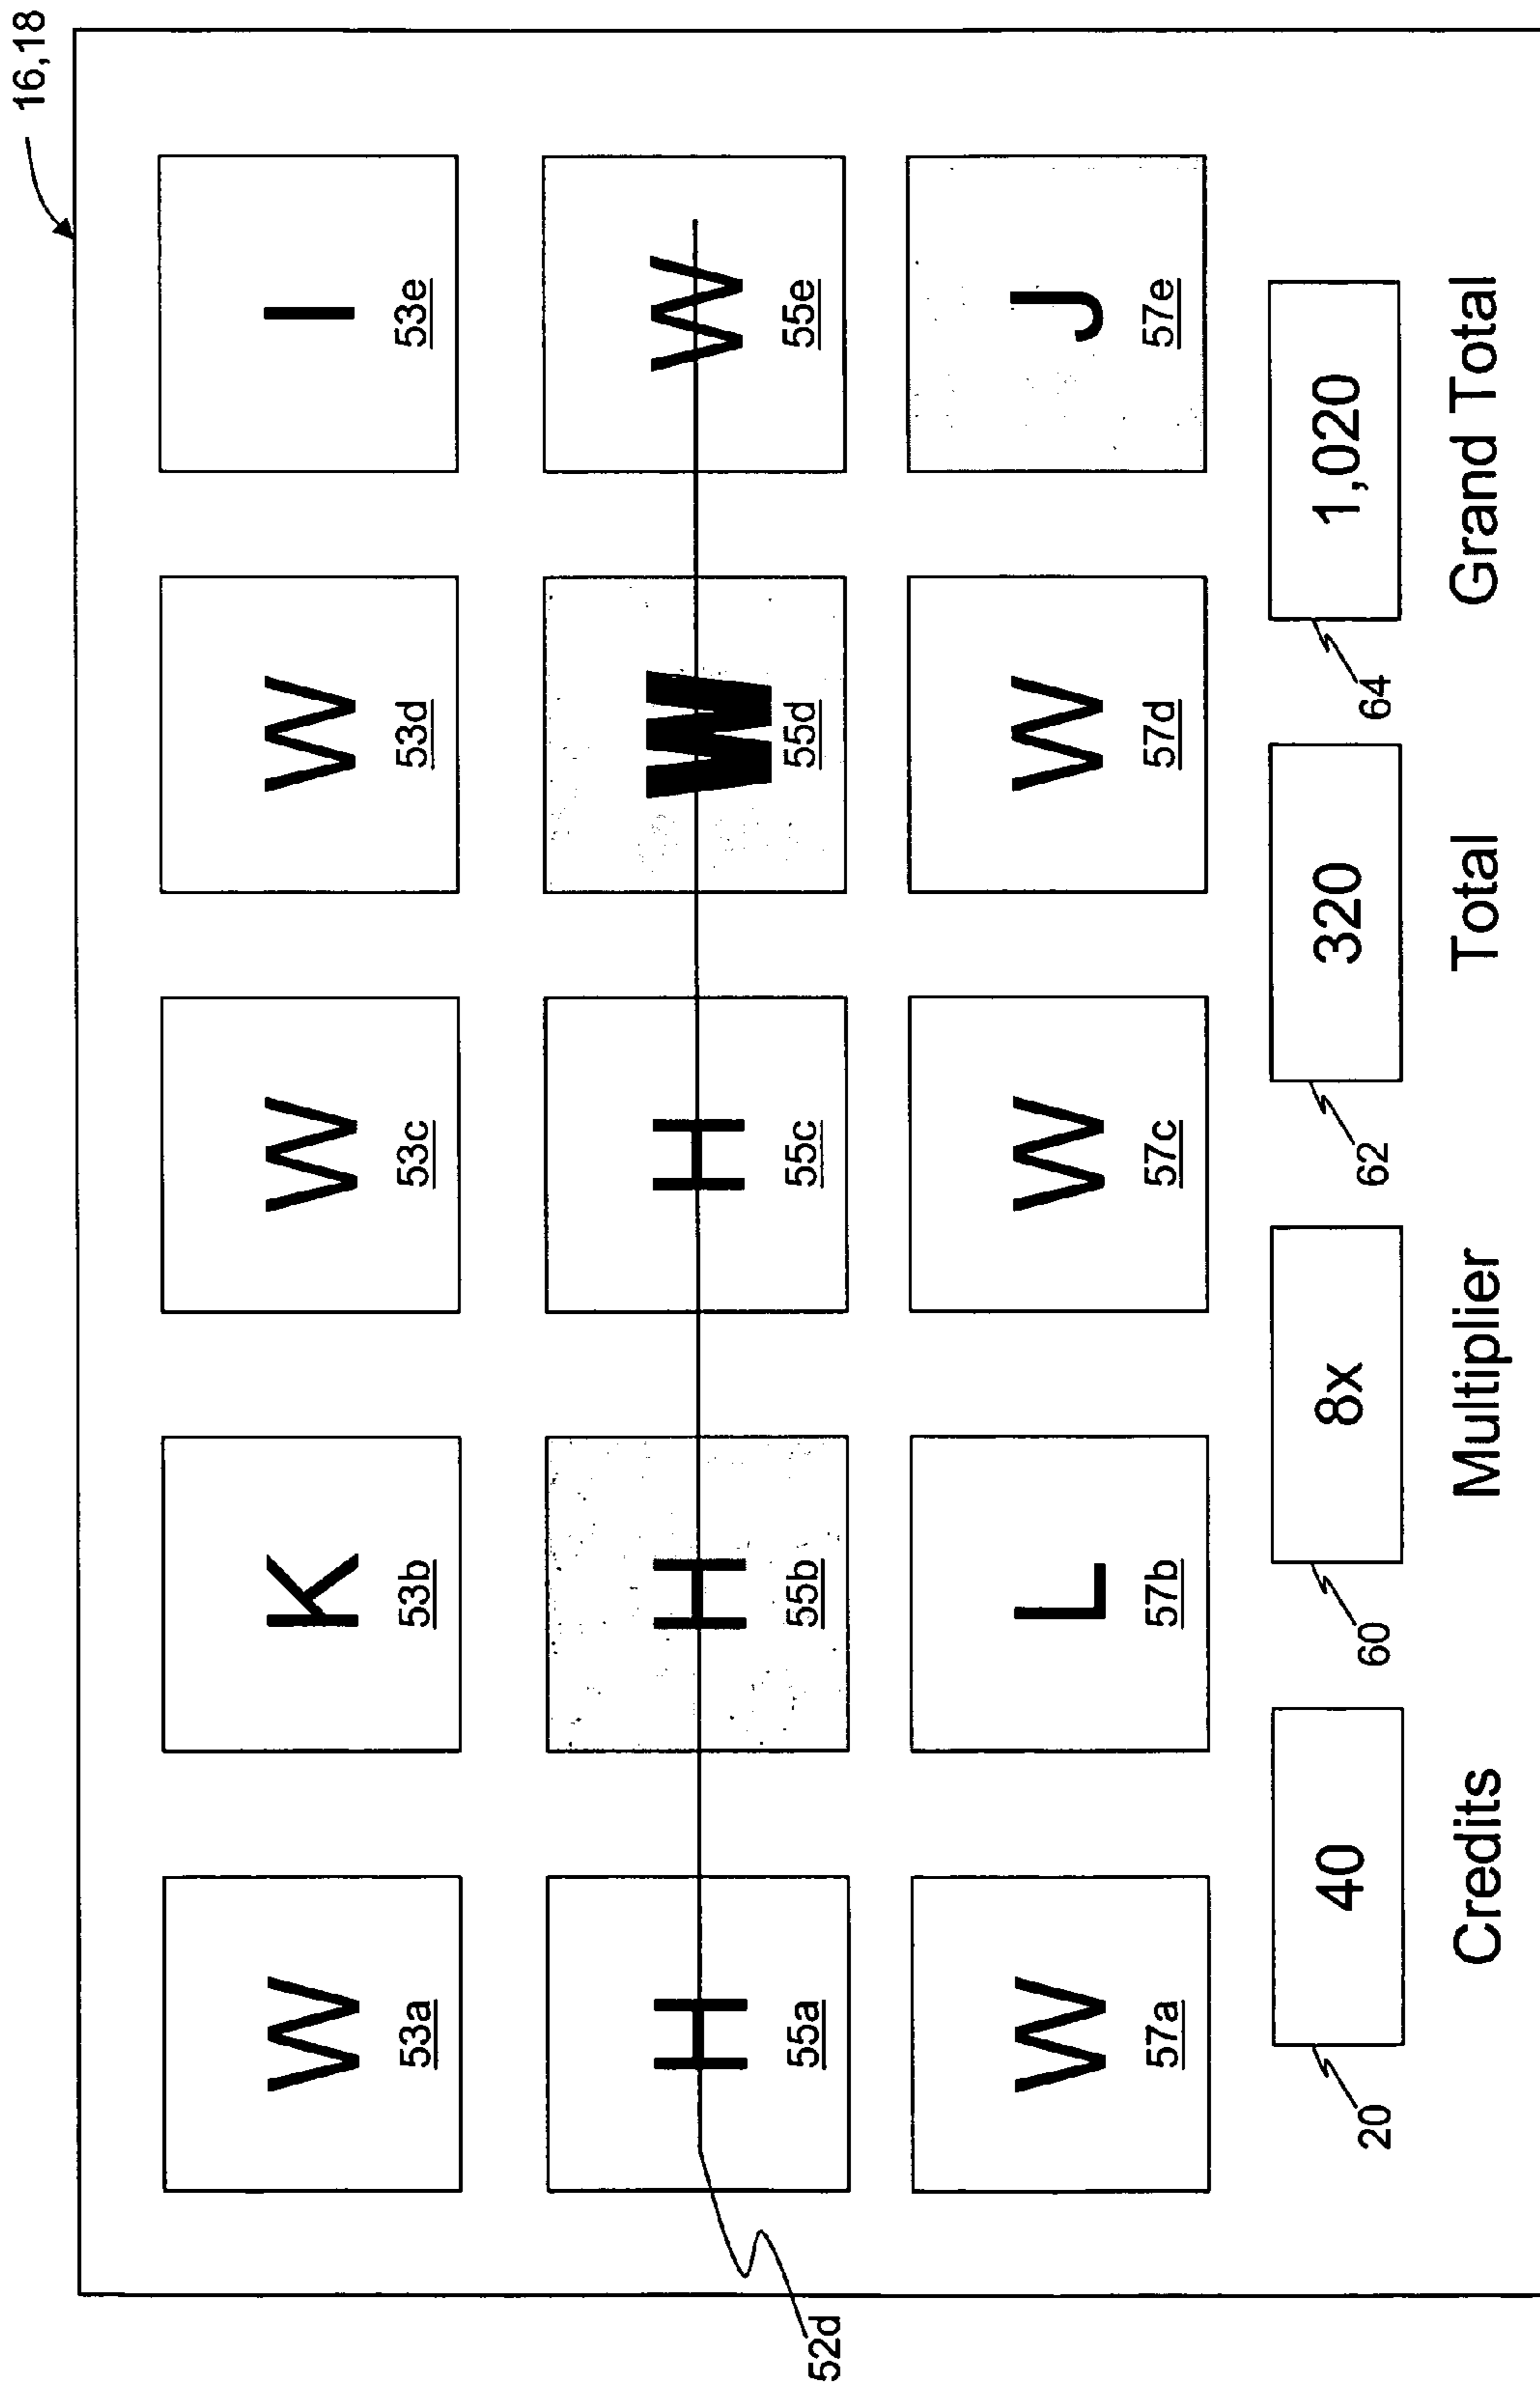 16,18
W K W W I
53a 53b 53c 53d 53e
H H H W W
55a 55b 55c 55d 55e
52d
W L W W J
57a 57b 57c 57d 57e
40 8x 320 1,020
20 60 62 64
Credits Multiplier Total Grand Total